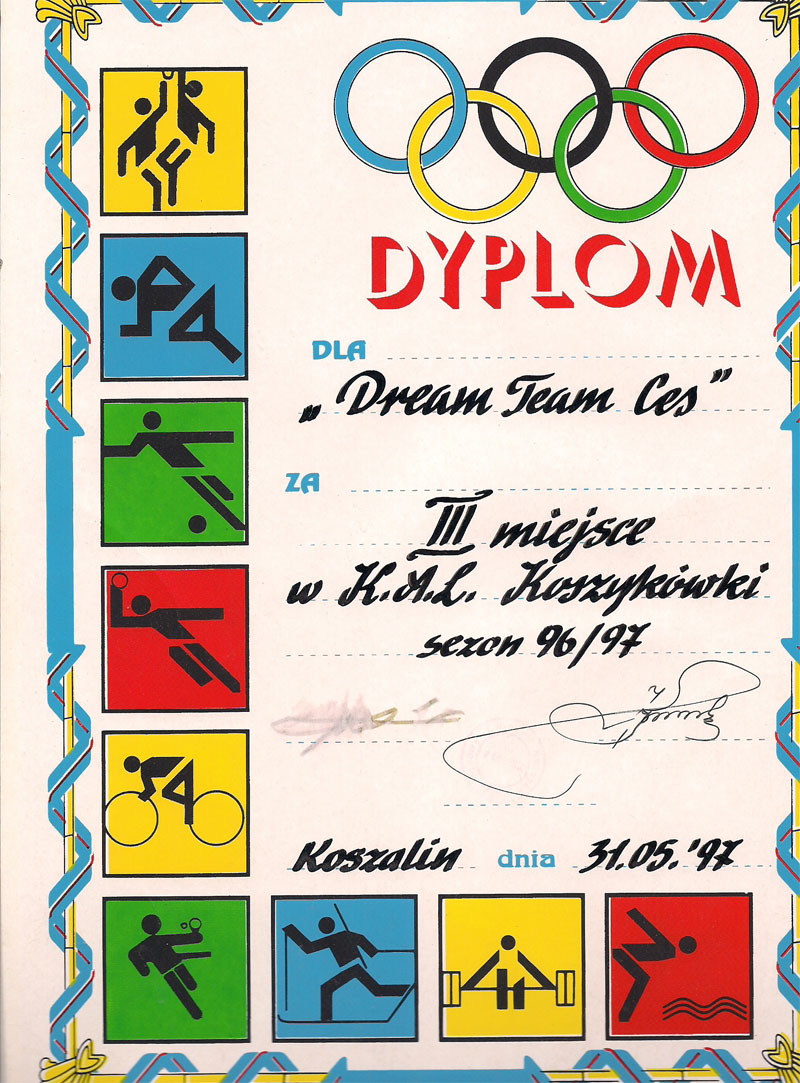 DYPLOM
DLA
„Dream Team Ces”
ZA
III miejsce
w K.A.L. Koszykówki
sezon 96/97
Koszalin dnia 31.05.'97